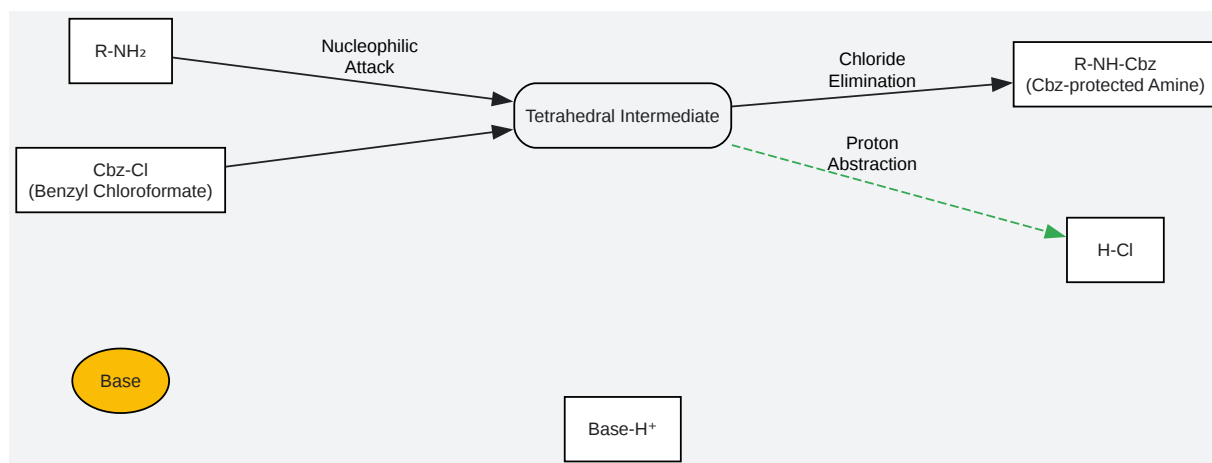 R-NH₂
Nucleophilic
Attack
Chloride
Elimination
R-NH-Cbz
(Cbz-protected Amine)
Tetrahedral Intermediate
Cbz-Cl
(Benzyl Chloroformate)
Proton
Abstraction
H-Cl
Base
Base-H⁺